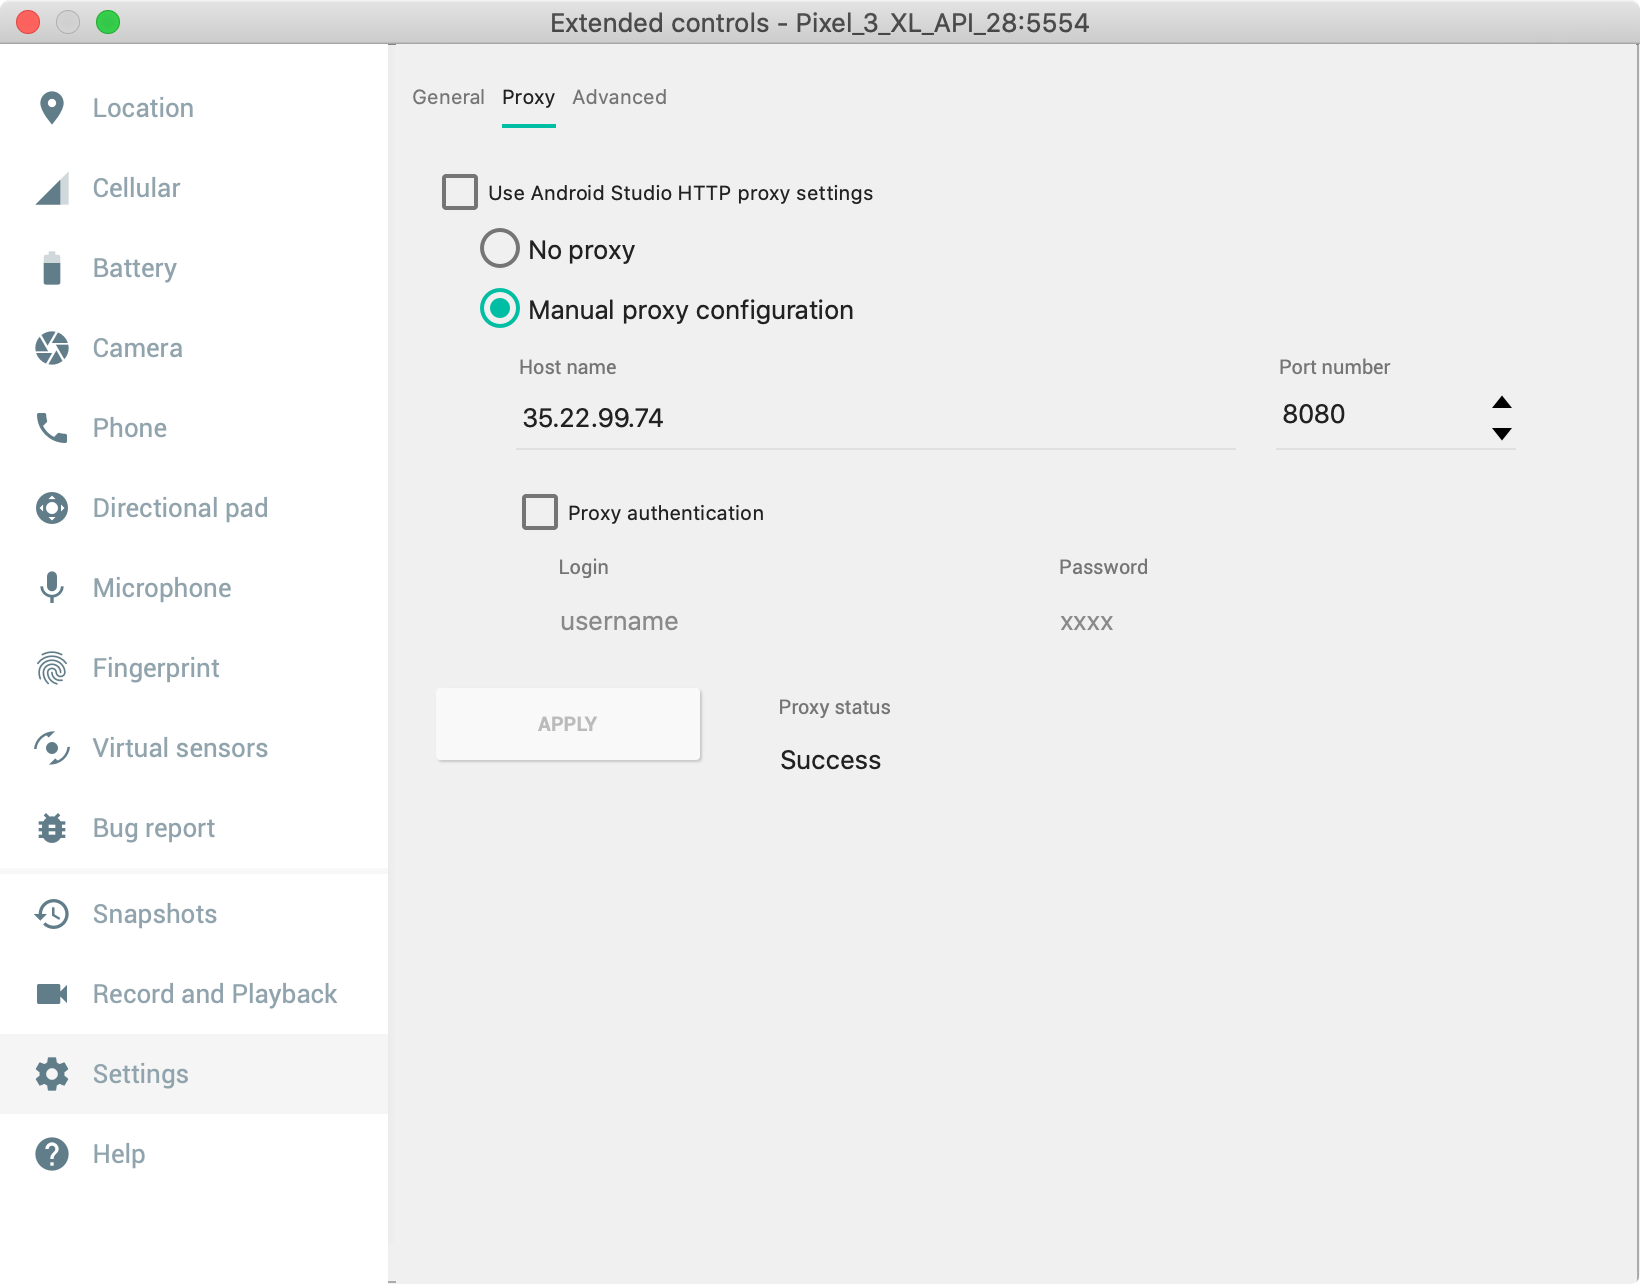 Extended controls - Pixel_3_XL_API_28:5554
Location
Cellular
Battery
Camera
Phone
Directional pad
Microphone
Fingerprint
Virtual sensors
Bug report
Snapshots
Record and Playback
Settings
Help
General Proxy Advanced
Use Android Studio HTTP proxy settings
No proxy
Manual proxy configuration
Host name Port number
35.22.99.74 8080
Proxy authentication
Login Password
username xxxx
APPLY
Proxy status
Success